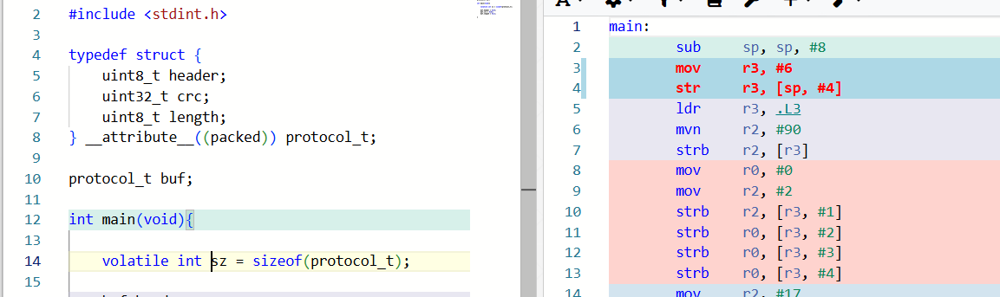 2 #include <stdint.h>
3
4 typedef struct {
5 uint8_t header;
6 uint32_t crc;
7 uint8_t length;
8 } __attribute__((packed)) protocol_t;
9
10 protocol_t buf;
11
12 int main(void){
13
14 volatile int sz = sizeof(protocol_t);
15
1 main:
2 sub sp, sp, #8
3 mov r3, #6
4 str r3, [sp, #4]
5 ldr r3, .L3
6 mvn r2, #90
7 strb r2, [r3]
8 mov r0, #0
9 mov r2, #2
10 strb r2, [r3, #1]
11 strb r0, [r3, #2]
12 strb r0, [r3, #3]
13 strb r0, [r3, #4]
14 mov r2, #17